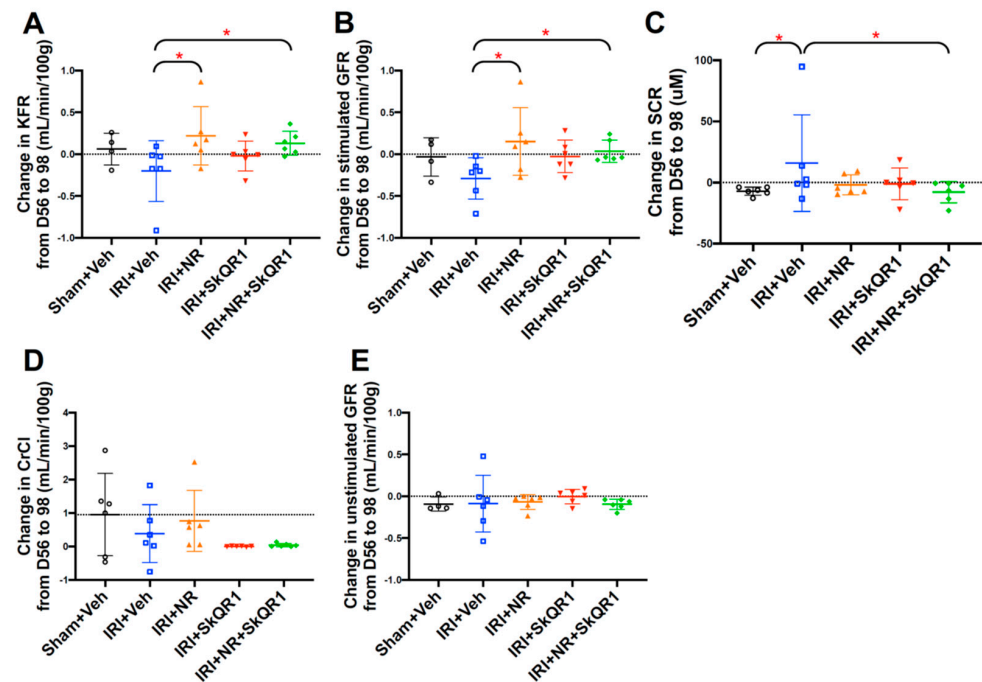 A
*
*
Change in KFR
from D56 to 98 (mL/min/100g)
1.0
0.5
0.0
-0.5
-1.0
Sham+Veh
IRI+Veh
IRI+NR
IRI+SkQR1
IRI+NR+SkQR1
B
*
*
Change in stimulated GFR
from D56 to 98 (mL/min/100g)
1.0
0.5
0.0
-0.5
-1.0
Sham+Veh
IRI+Veh
IRI+NR
IRI+SkQR1
IRI+NR+SkQR1
C
*
*
Change in SCR
from D56 to 98 (uM)
100
50
0
-50
Sham+Veh
IRI+Veh
IRI+NR
IRI+SkQR1
IRI+NR+SkQR1
D
Change in CrCl
from D56 to 98 (mL/min/100g)
4
3
2
1
0
-1
Sham+Veh
IRI+Veh
IRI+NR
IRI+SkQR1
IRI+NR+SkQR1
E
Change in unstimulated GFR
from D56 to 98 (mL/min/100g)
1.0
0.5
0.0
-0.5
-1.0
Sham+Veh
IRI+Veh
IRI+NR
IRI+SkQR1
IRI+NR+SkQR1